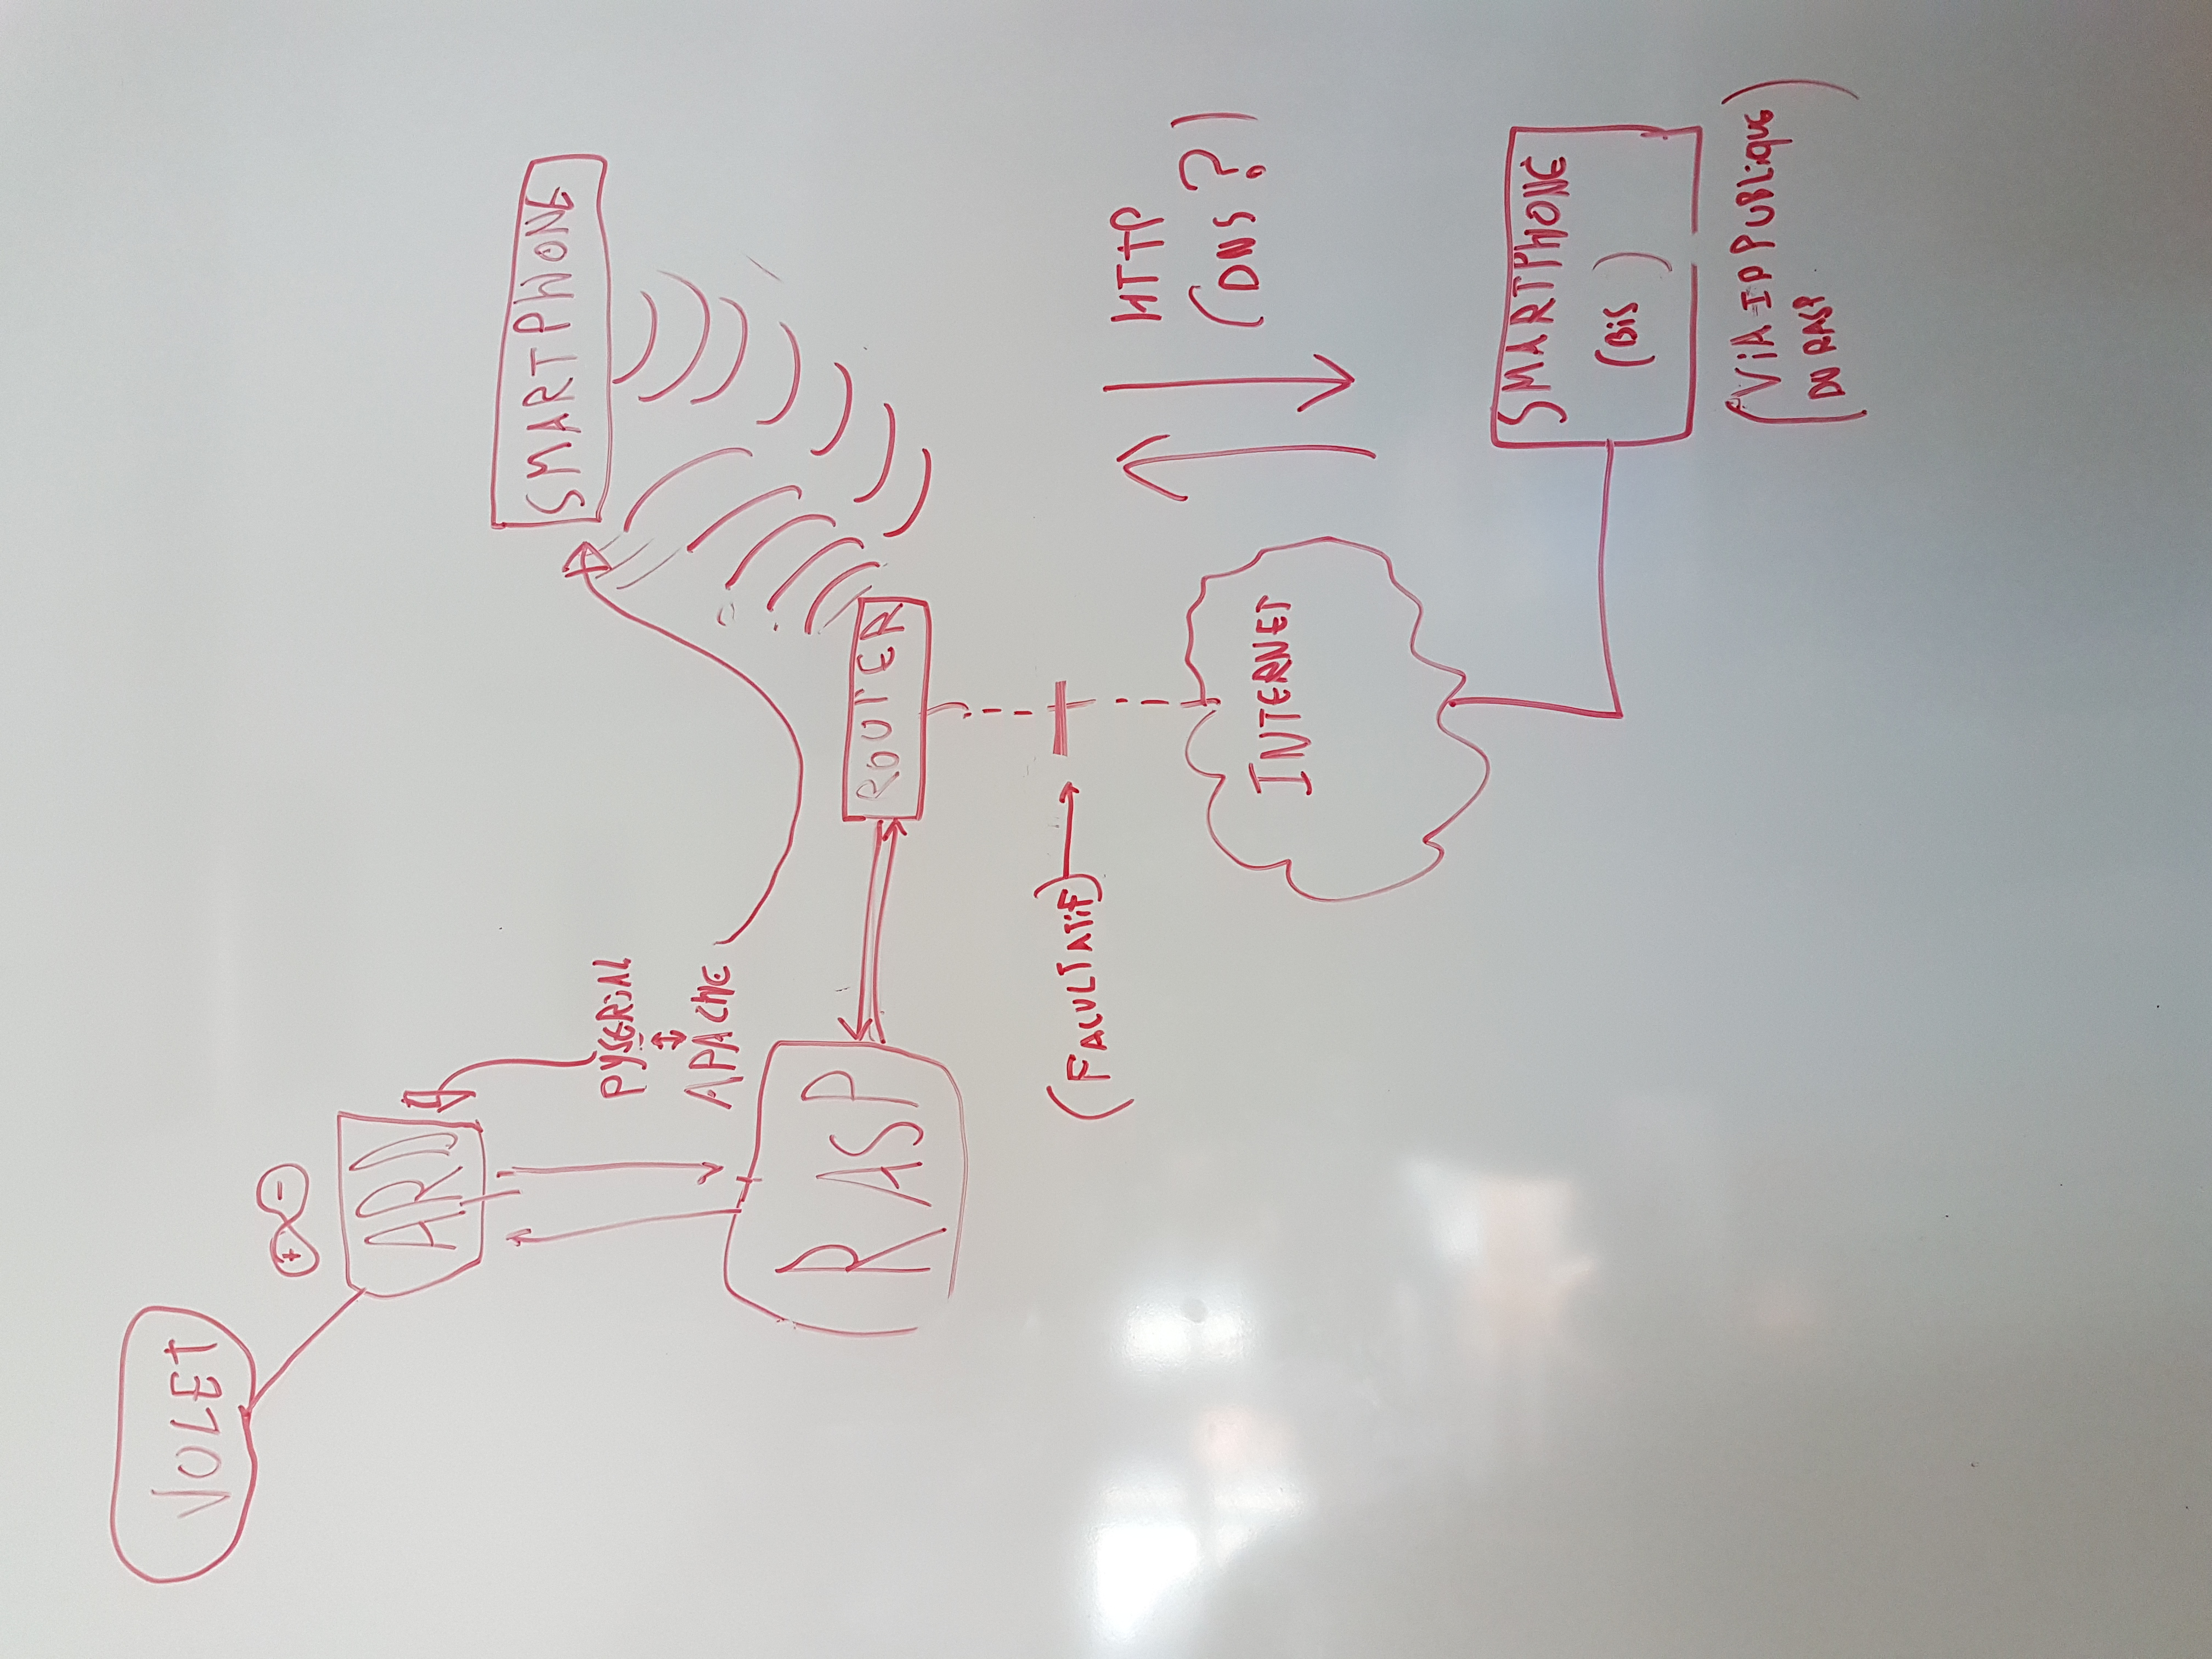 VOLET
+ -
ARD
PYSERiAL
APACHE
SMARTPHONE
RASP
ROUTER
(FACULTATiF)
HTTP
(DNS ?)
INTERNET
SMARTPHONE
(BiS)
(ViA IP PUBLiQUE
DU RASP)